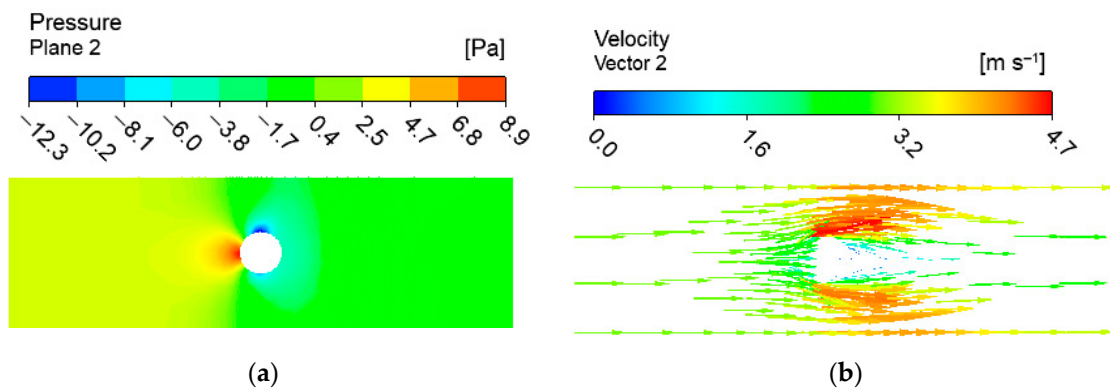 Pressure
Plane 2
[Pa]
−12.3 −10.2 −8.1 −6.0 −3.8 −1.7 0.4 2.5 4.7 6.8 8.9
(a)
Velocity
Vector 2
[m s⁻¹]
0.0 1.6 3.2 4.7
(b)